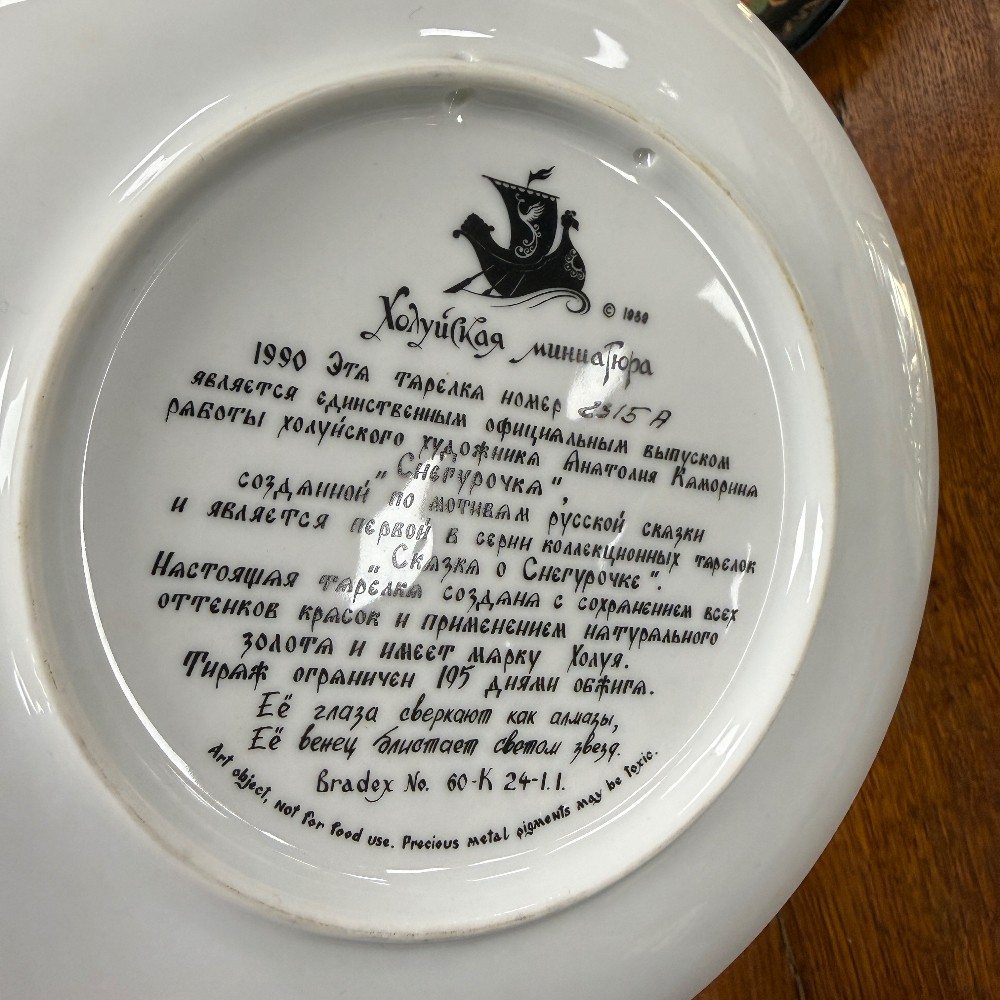 © 1989
Холуйская миниатюра
1990 Эта тарелка номер 2315 A
является единственным официальным выпуском
работы холуйского художника Анатолия Каморина
„Снегурочка“,
созданной по мотивам русской сказки
и является первой в серии коллекционных тарелок
„Сказка о Снегурочке“.
Настоящая тарелка создана с сохранением всех
оттенков красок и применением натурального
золота и имеет марку Холуя.
Тираж ограничен 195 днями обжига.
Её глаза сверкают как алмазы,
Её венец блистает светом звезд.
Bradex No. 60-K 24-1.1.
Art object, not for food use. Precious metal pigments may be toxic.